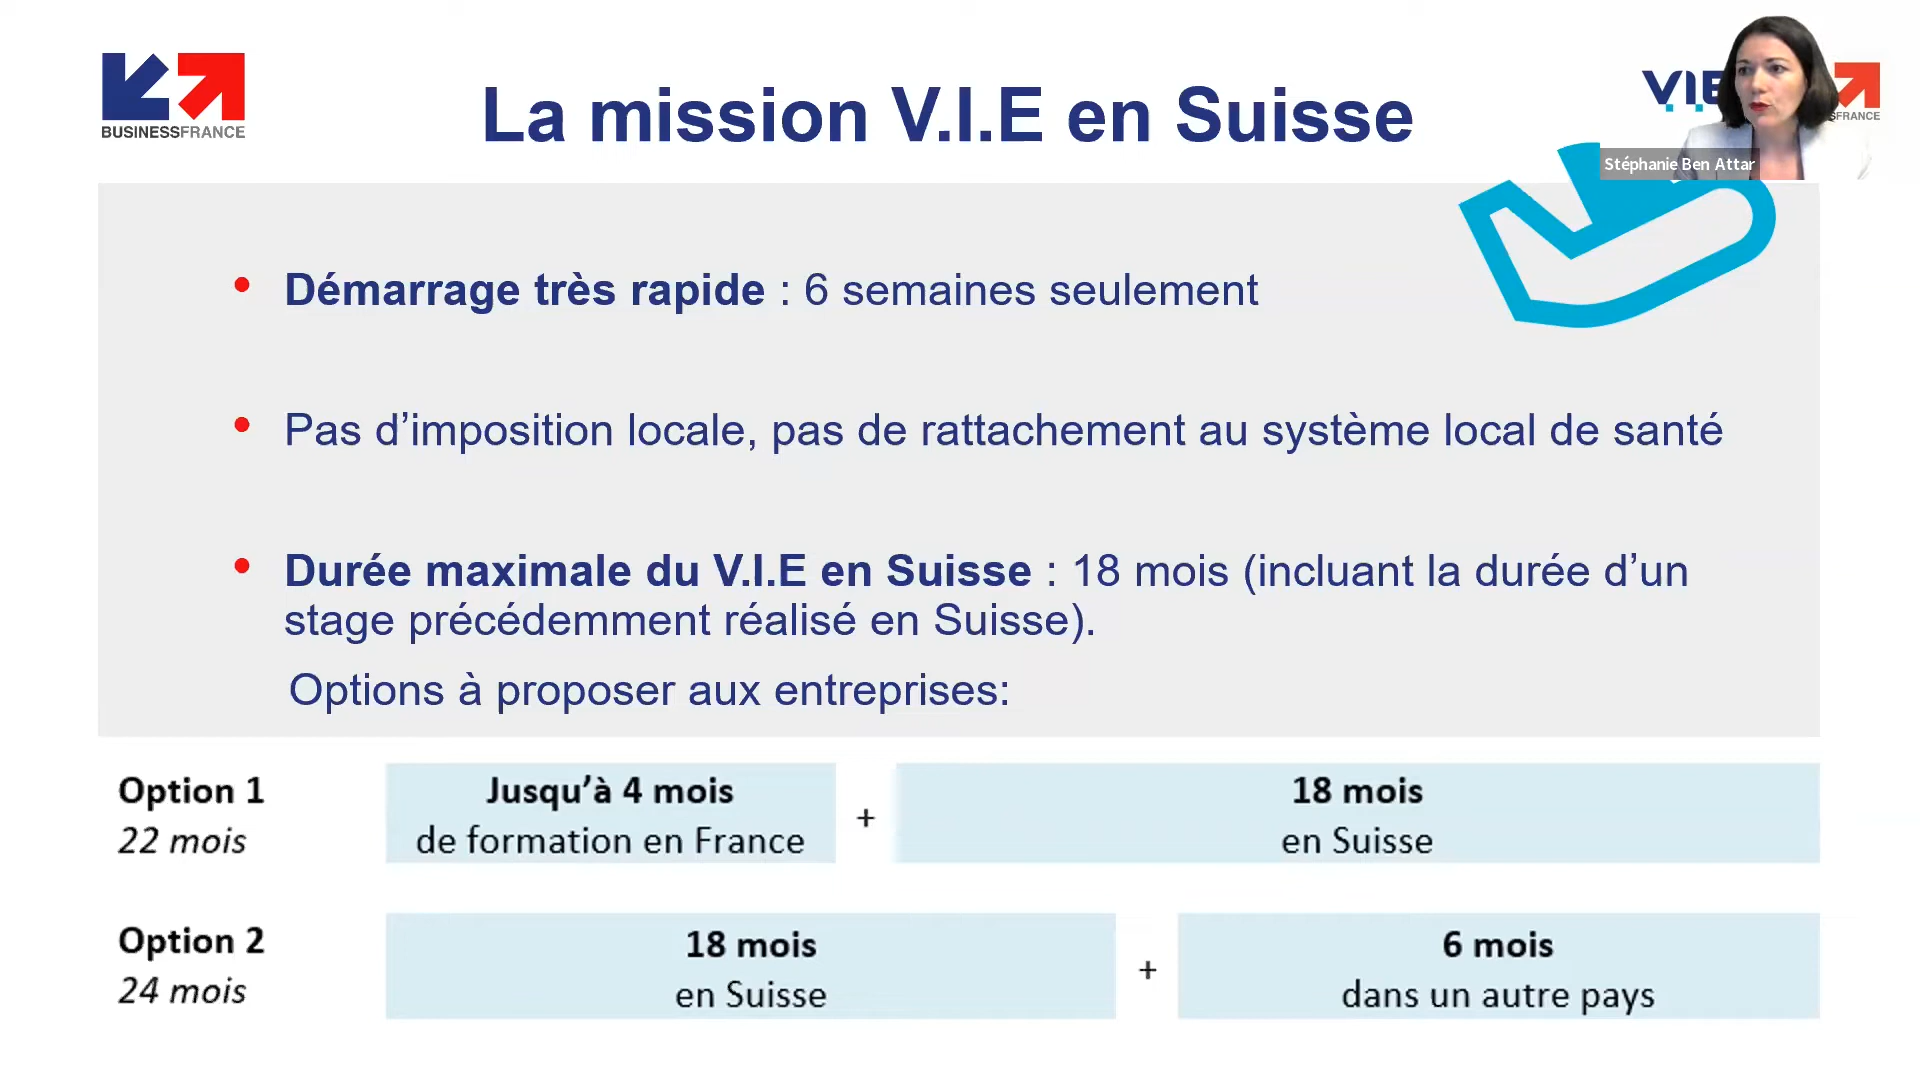 BUSINESSFRANCE
La mission V.I.E en Suisse
Stéphanie Ben Attar
• Démarrage très rapide : 6 semaines seulement
• Pas d’imposition locale, pas de rattachement au système local de santé
• Durée maximale du V.I.E en Suisse : 18 mois (incluant la durée d’un
stage précédemment réalisé en Suisse).
Options à proposer aux entreprises:
Option 1
22 mois
Jusqu’à 4 mois
de formation en France
+
18 mois
en Suisse
Option 2
24 mois
18 mois
en Suisse
+
6 mois
dans un autre pays